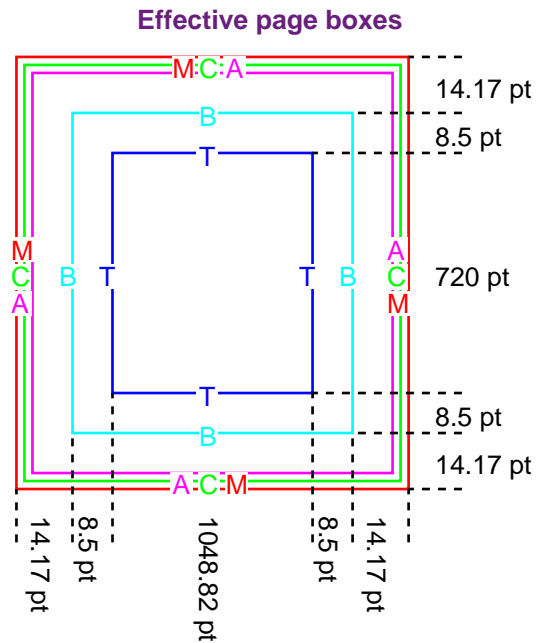 Effective page boxes
M C A
14.17 pt
B
8.5 pt
T
M
C
A
B
T
T
B
A
C
M
720 pt
T
8.5 pt
B
14.17 pt
A C M
14.17 pt
8.5 pt
1048.82 pt
8.5 pt
14.17 pt